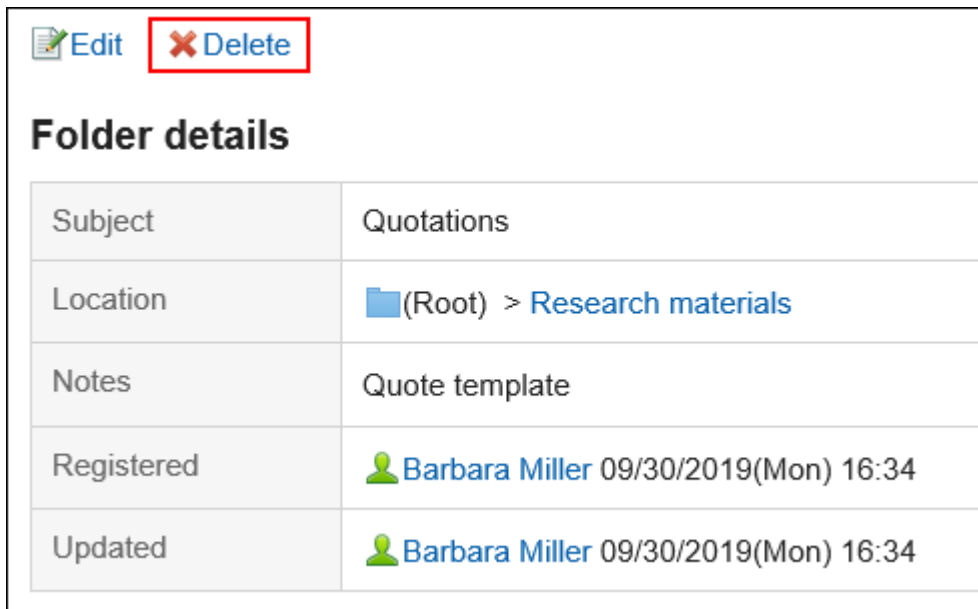 Edit Delete
Folder details
Subject Quotations
Location (Root) > Research materials
Notes Quote template
Registered Barbara Miller 09/30/2019(Mon) 16:34
Updated Barbara Miller 09/30/2019(Mon) 16:34